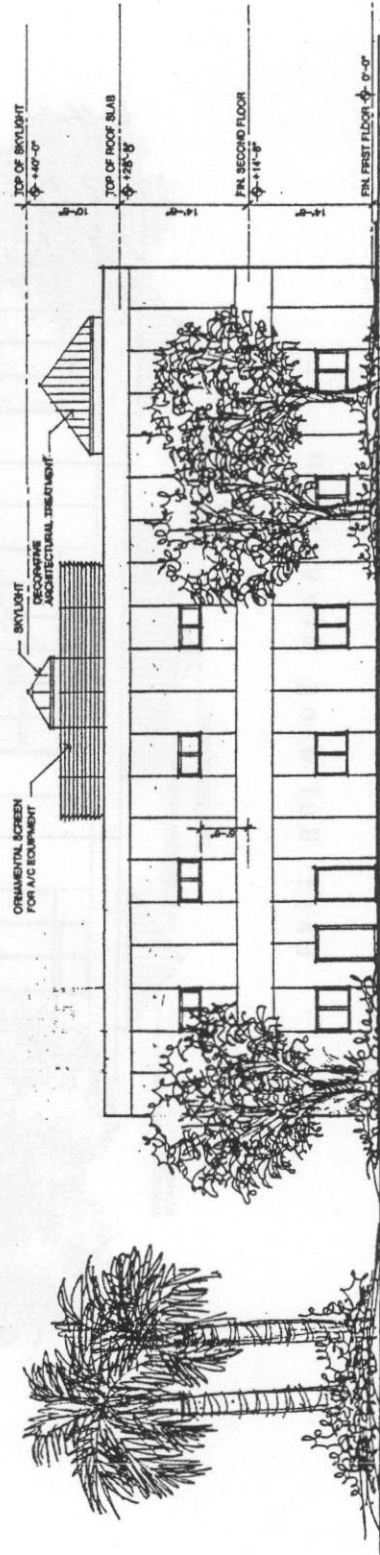 ORNAMENTAL SCREEN
FOR A/C EQUIPMENT
SKYLIGHT
DECORATIVE
ARCHITECTURAL TREATMENT
TOP OF SKYLIGHT
+40'-0"
TOP OF ROOF SLAB
FIN. SECOND FLOOR
+14'-8"
14'-8"
FIN. FIRST FLOOR 0'-0"